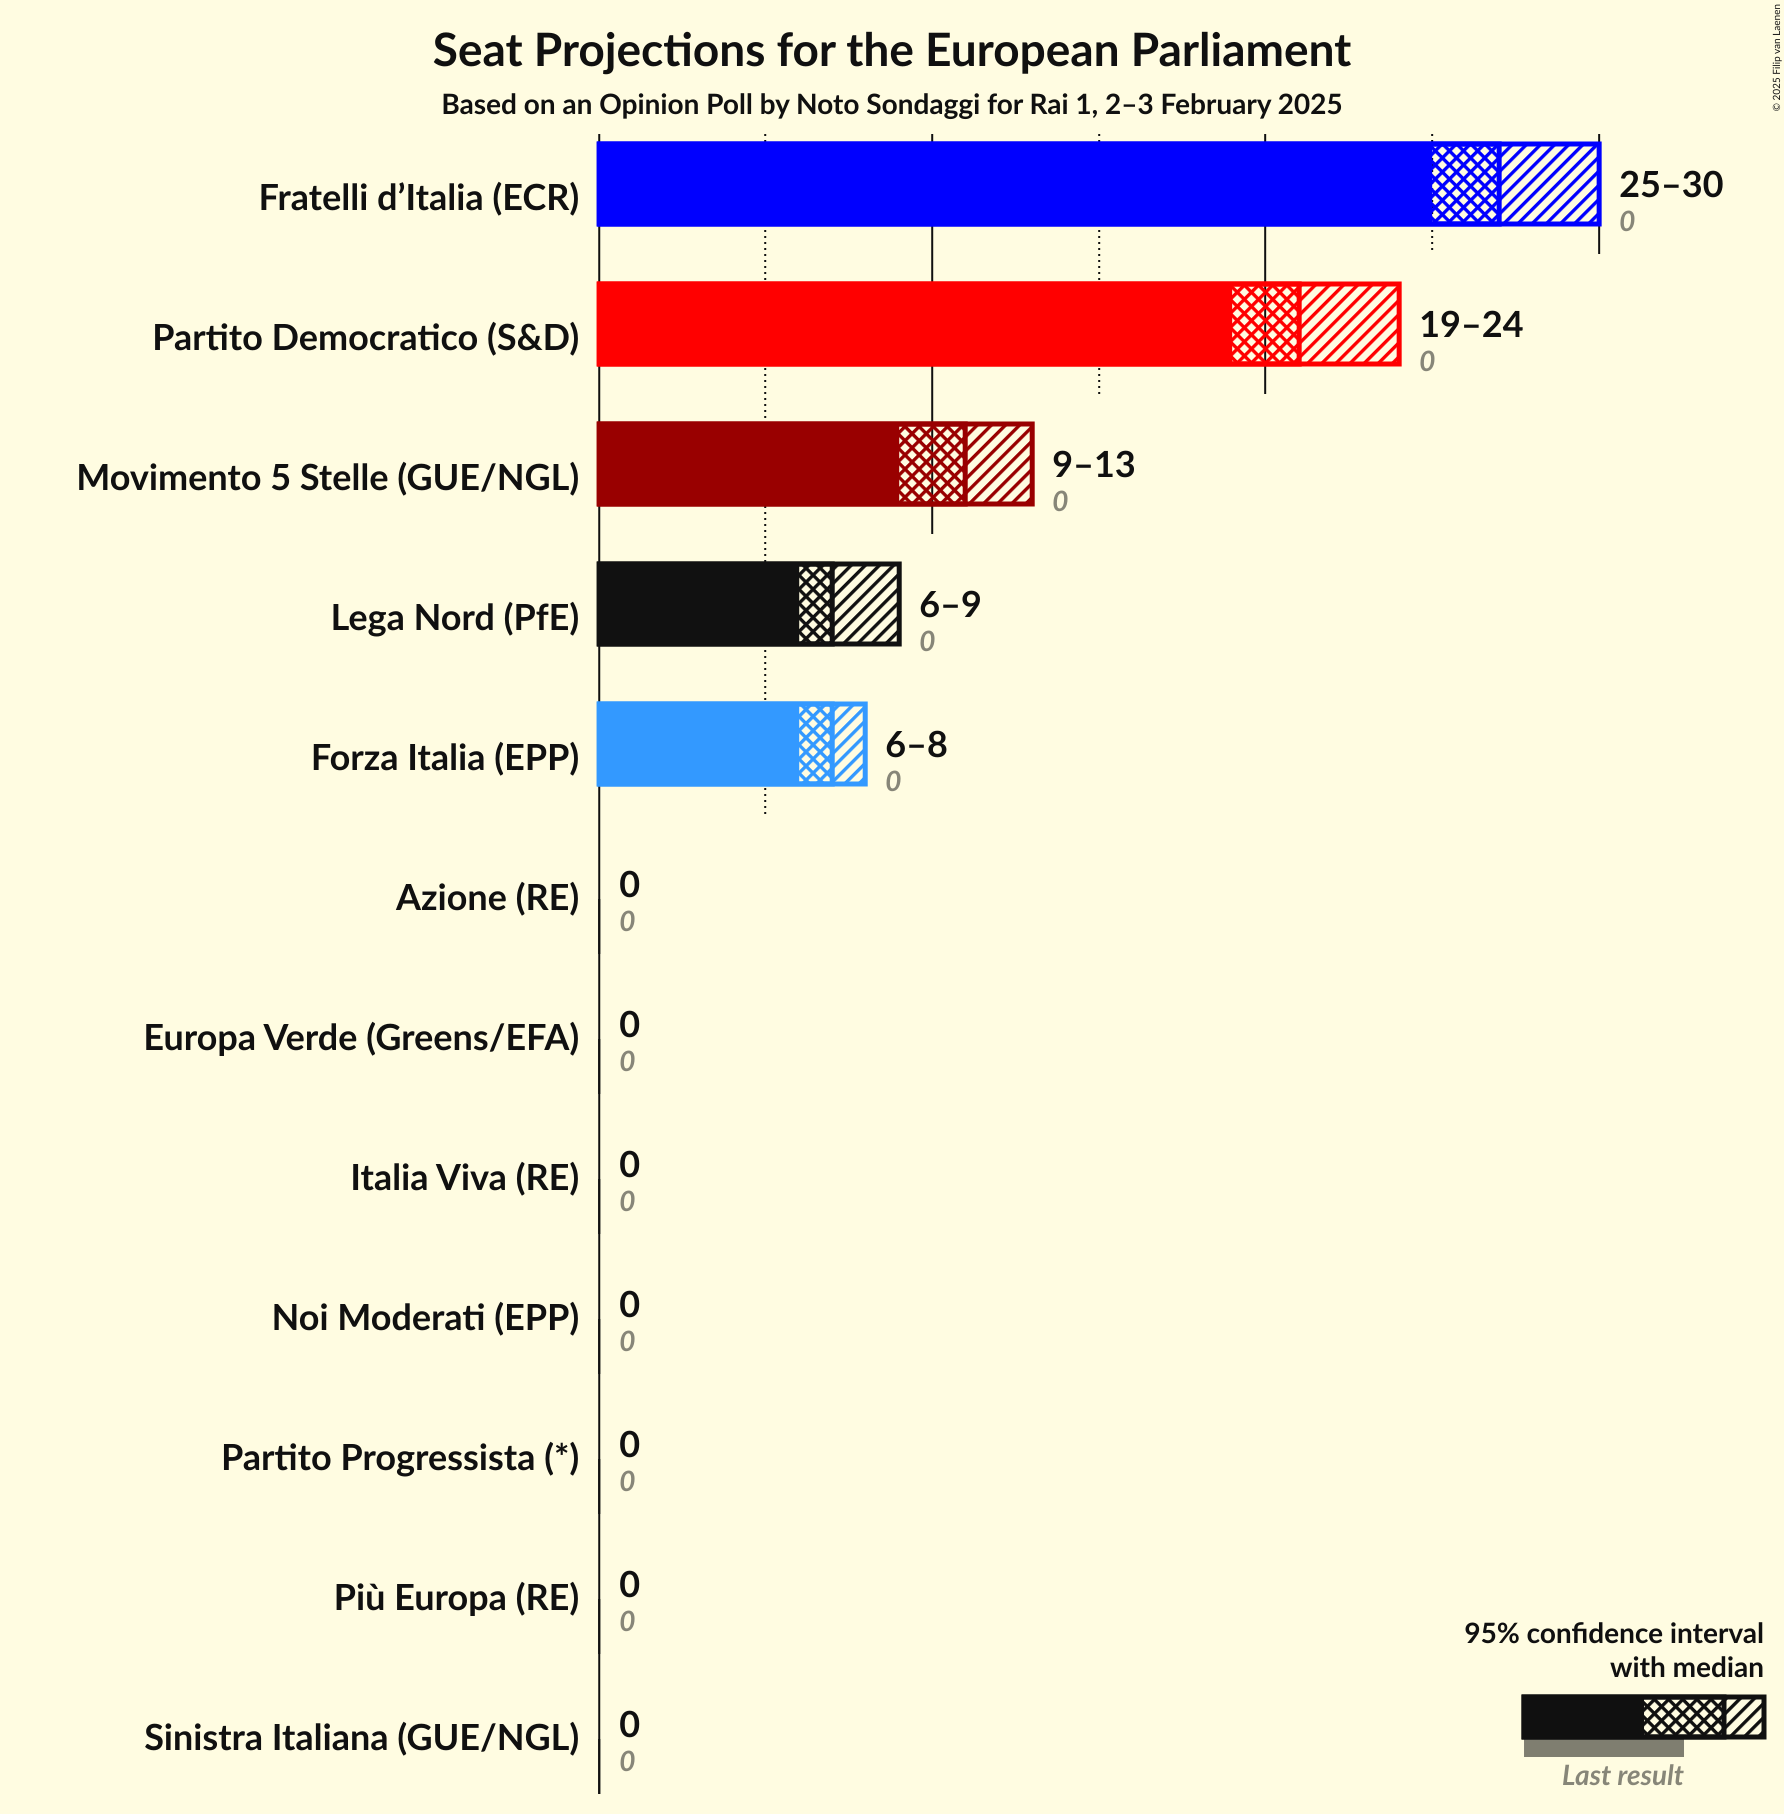 Seat Projections for the European Parliament
Based on an Opinion Poll by Noto Sondaggi for Rai 1, 2–3 February 2025
© 2025 Filip van Laenen
Fratelli d’Italia (ECR)
25–30
0
Partito Democratico (S&D)
19–24
0
Movimento 5 Stelle (GUE/NGL)
9–13
0
Lega Nord (PfE)
6–9
0
Forza Italia (EPP)
6–8
0
Azione (RE)
0
0
Europa Verde (Greens/EFA)
0
0
Italia Viva (RE)
0
0
Noi Moderati (EPP)
0
0
Partito Progressista (*)
0
0
Più Europa (RE)
0
0
Sinistra Italiana (GUE/NGL)
0
0
95% confidence interval
with median
Last result